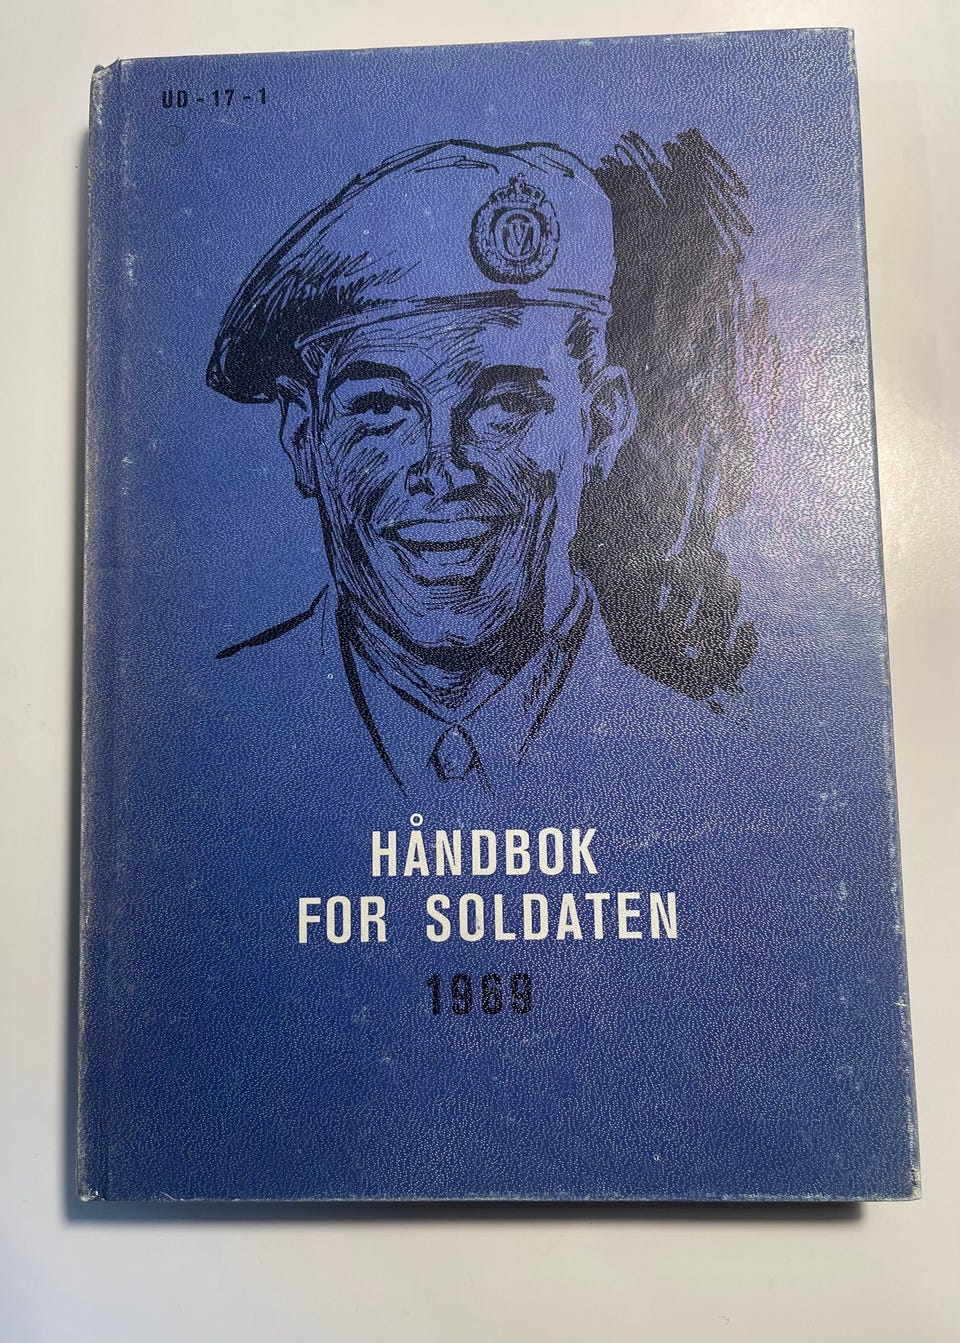 UD-17-1
HÅNDBOK
FOR SOLDATEN
1969